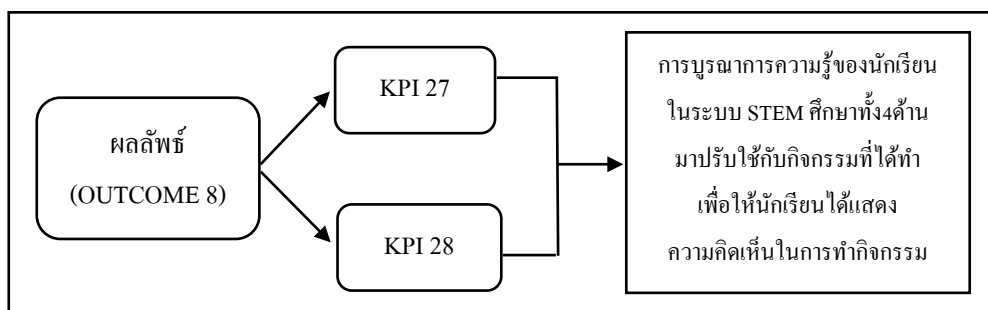 ผลลัพธ์
(OUTCOME 8)
KPI 27
KPI 28
การบูรณาการความรู้ของนักเรียน
ในระบบ STEM ศึกษาทั้ง4ด้าน
มาปรับใช้กับกิจกรรมที่ได้ทำ
เพื่อให้นักเรียนได้แสดง
ความคิดเห็นในการทำกิจกรรม